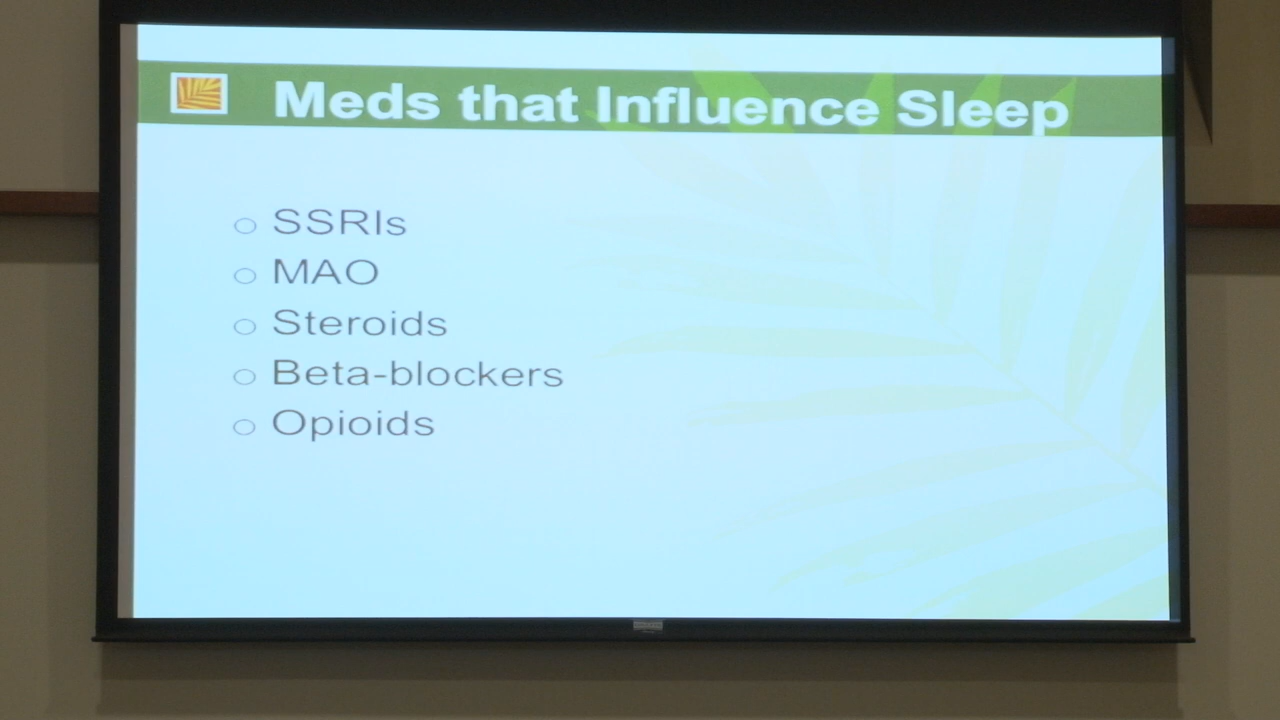 Meds that Influence Sleep
SSRIs
MAO
Steroids
Beta-blockers
Opioids